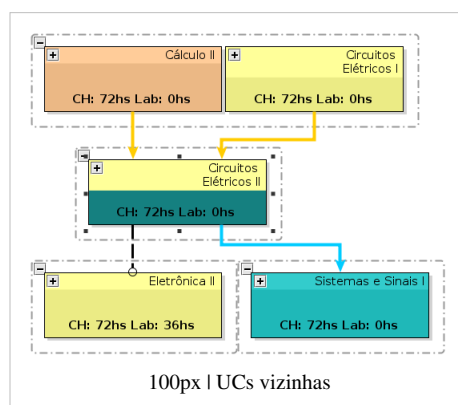 Cálculo II
CH: 72hs Lab: 0hs
Circuitos
Elétricos I
CH: 72hs Lab: 0hs
Circuitos
Elétricos II
CH: 72hs Lab: 0hs
Eletrônica II
CH: 72hs Lab: 36hs
Sistemas e Sinais I
CH: 72hs Lab: 0hs
100px | UCs vizinhas